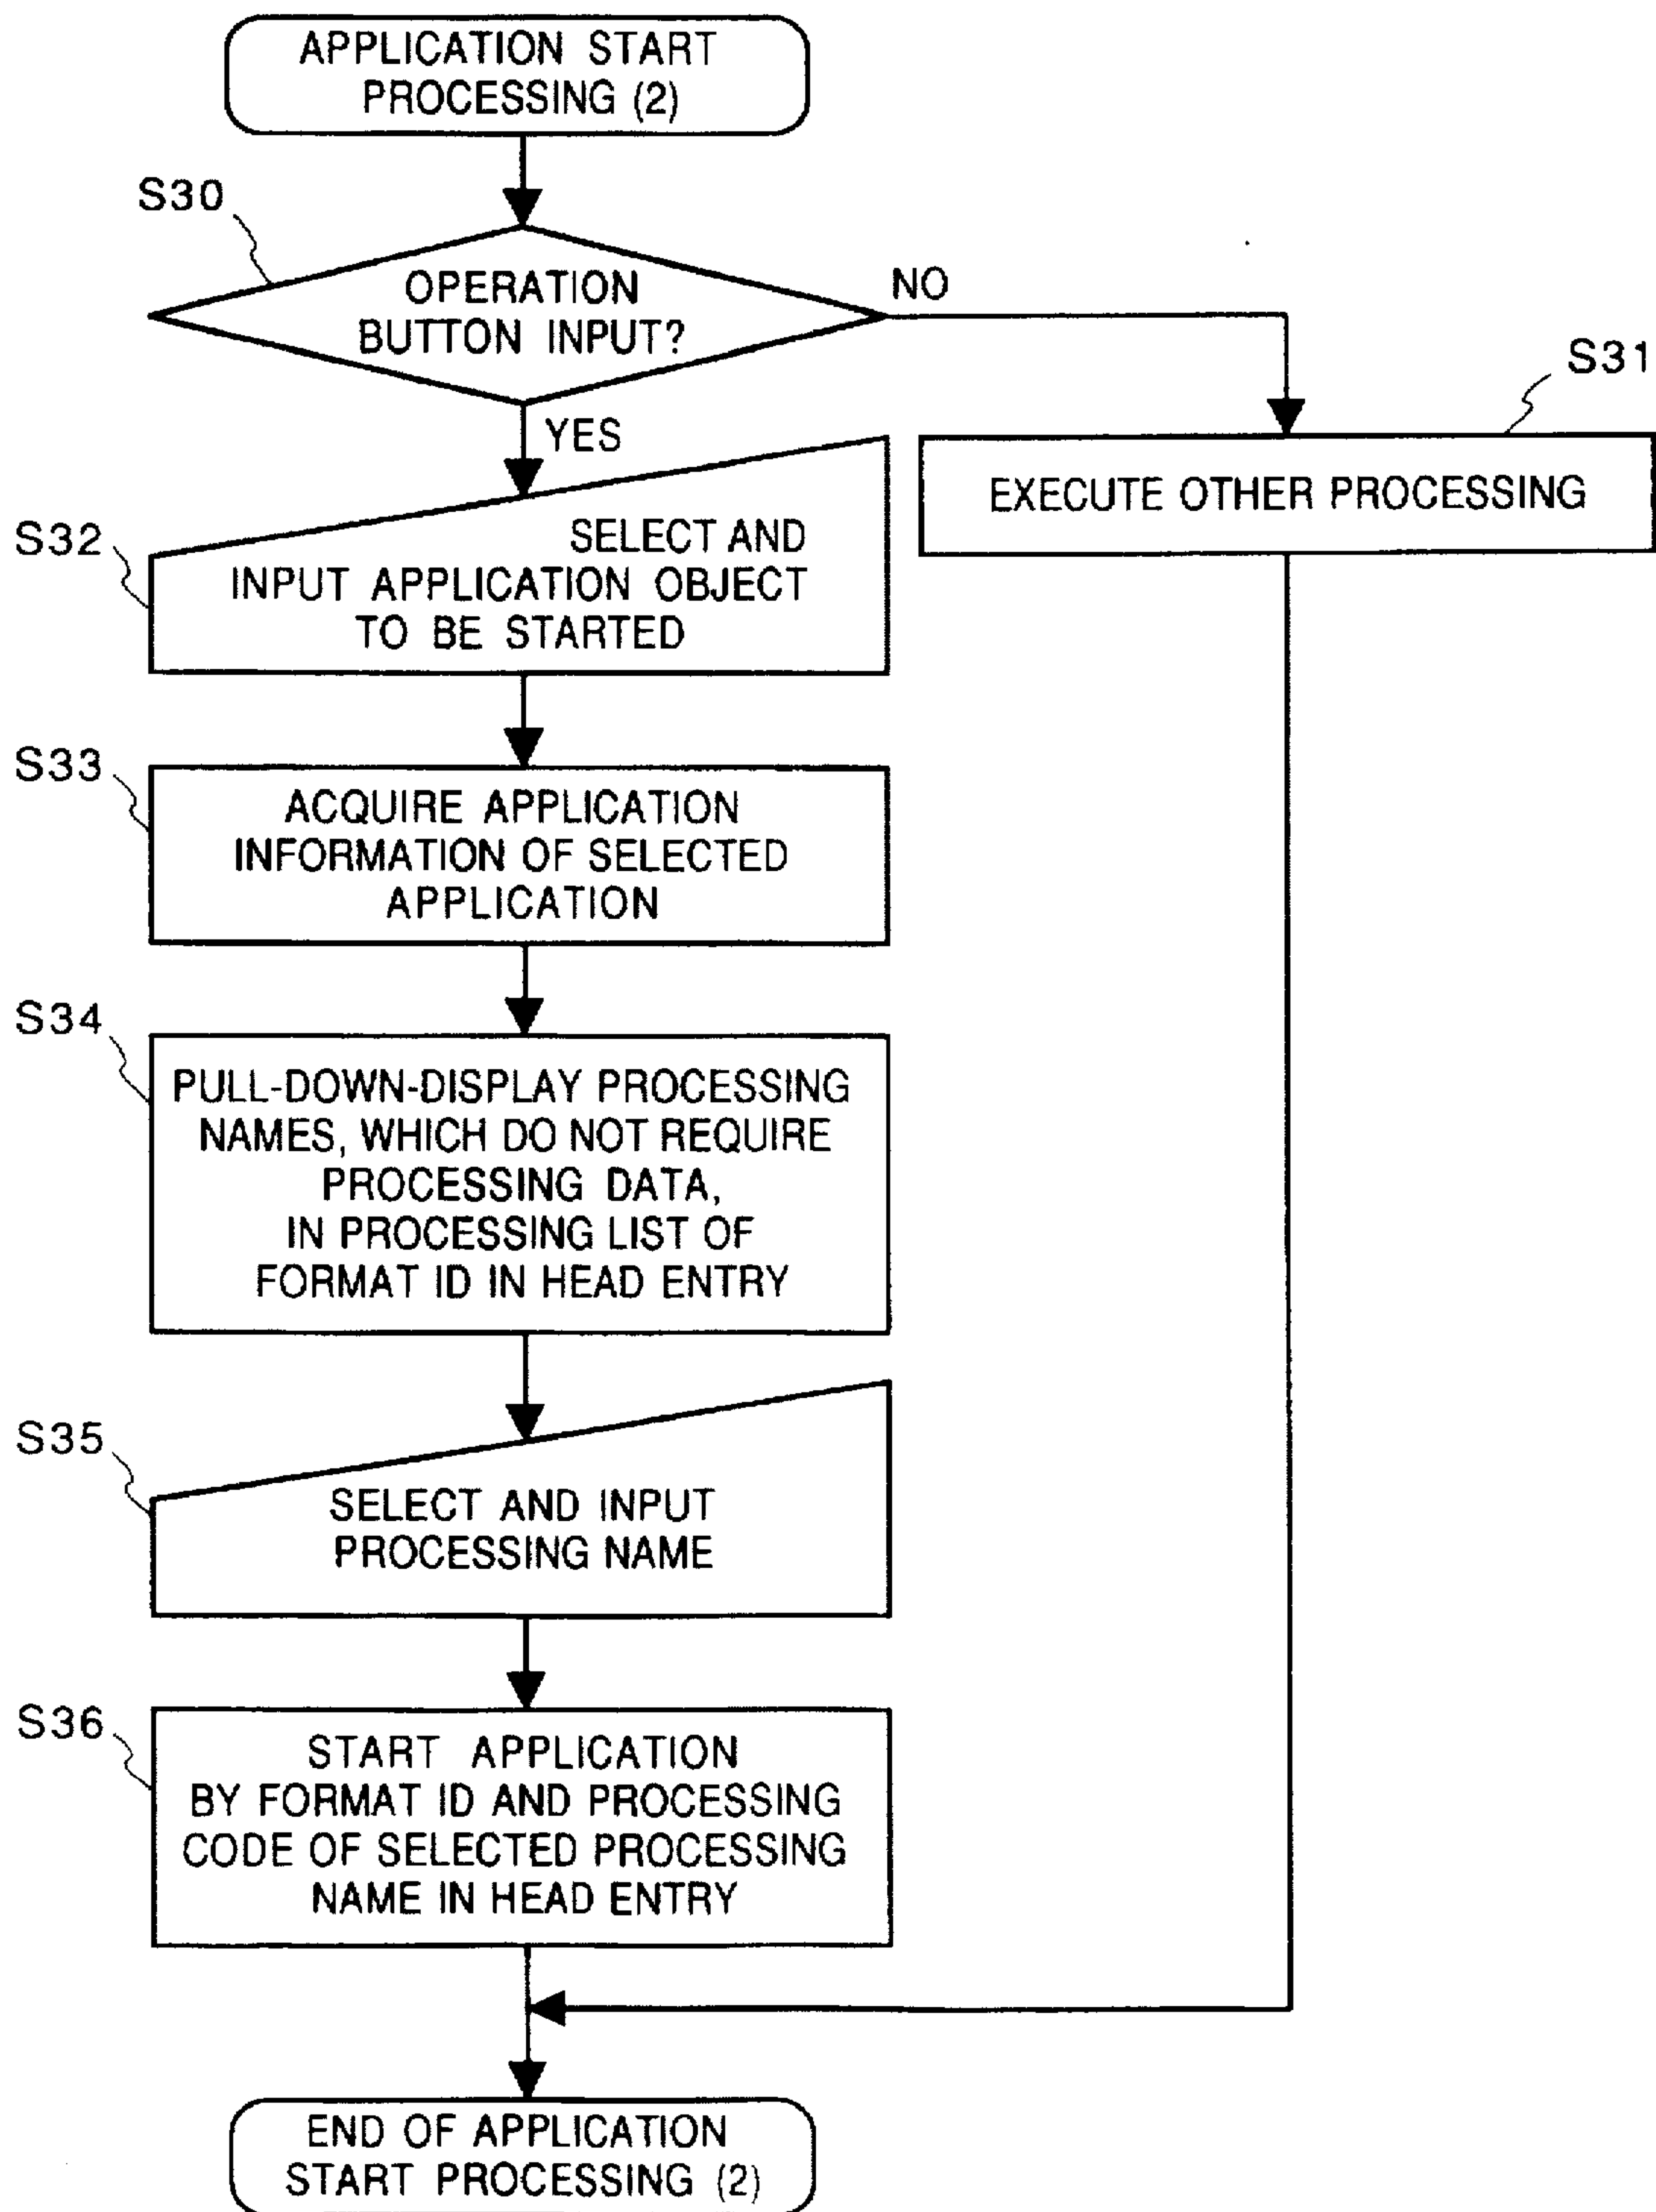 APPLICATION START
PROCESSING (2)
S30
OPERATION
BUTTON INPUT?
NO
YES
S31
EXECUTE OTHER PROCESSING
S32
SELECT AND
INPUT APPLICATION OBJECT
TO BE STARTED
S33
ACQUIRE APPLICATION
INFORMATION OF SELECTED
APPLICATION
S34
PULL-DOWN-DISPLAY PROCESSING
NAMES, WHICH DO NOT REQUIRE
PROCESSING DATA,
IN PROCESSING LIST OF
FORMAT ID IN HEAD ENTRY
S35
SELECT AND INPUT
PROCESSING NAME
S36
START APPLICATION
BY FORMAT ID AND PROCESSING
CODE OF SELECTED PROCESSING
NAME IN HEAD ENTRY
END OF APPLICATION
START PROCESSING (2)